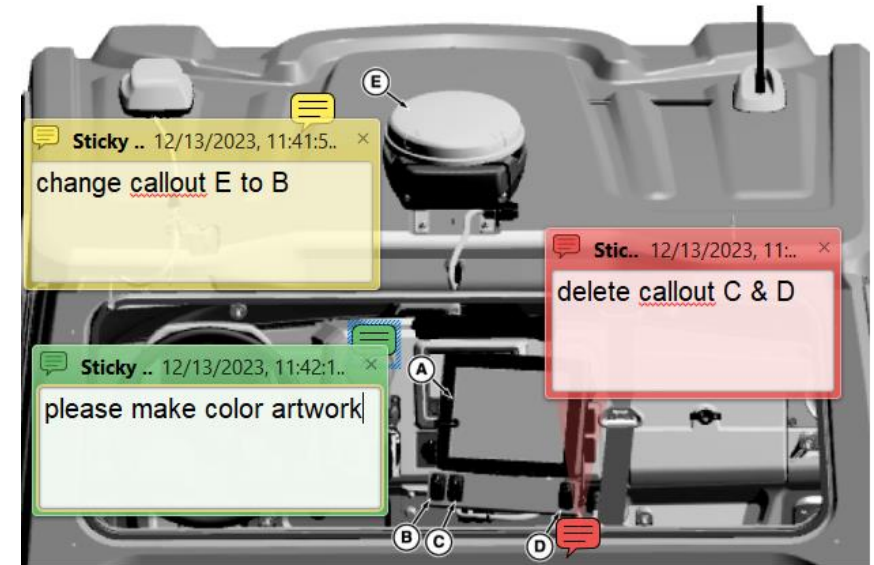 E
Sticky .. 12/13/2023, 11:41:5.. ×
change callout E to B
Stic.. 12/13/2023, 11:.. ×
delete callout C & D
Sticky .. 12/13/2023, 11:42:1.. ×
please make color artwork
A
B
C
D